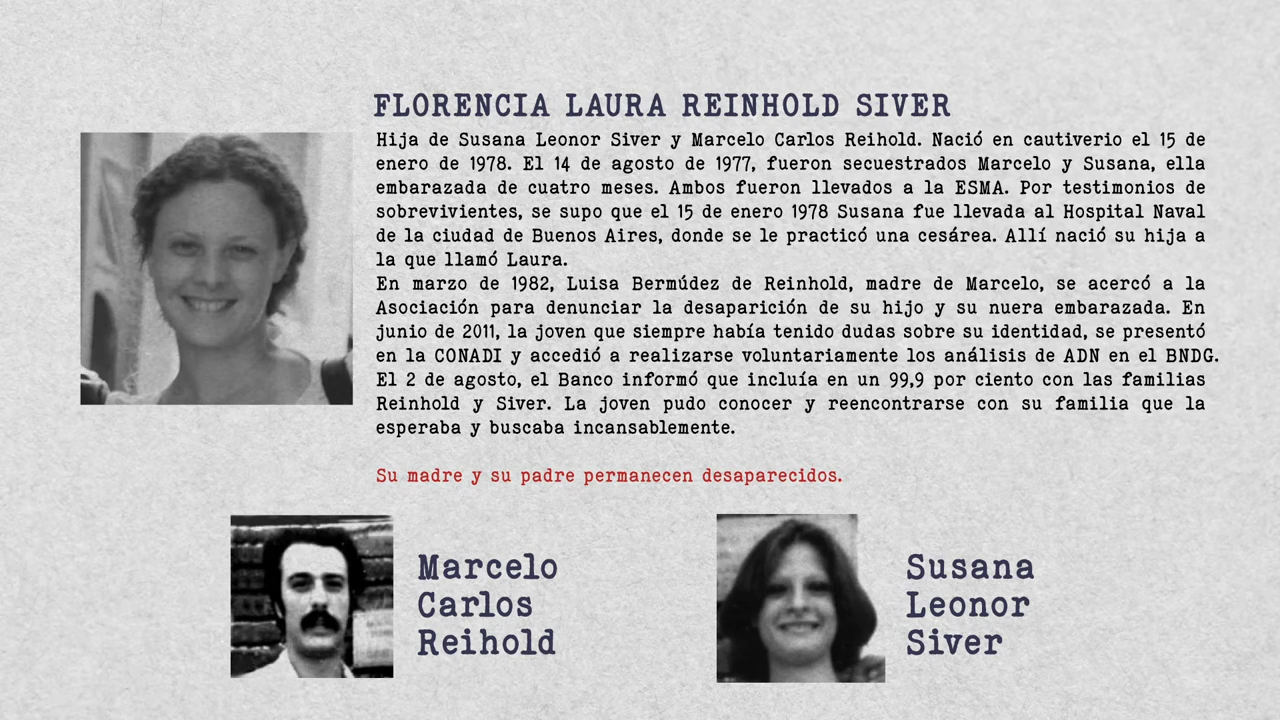 FLORENCIA LAURA REINHOLD SIVER
Hija de Susana Leonor Siver y Marcelo Carlos Reihold. Nació en cautiverio el 15 de
enero de 1978. El 14 de agosto de 1977, fueron secuestrados Marcelo y Susana, ella
embarazada de cuatro meses. Ambos fueron llevados a la ESMA. Por testimonios de
sobrevivientes, se supo que el 15 de enero 1978 Susana fue llevada al Hospital Naval
de la ciudad de Buenos Aires, donde se le practicó una cesárea. Allí nació su hija a
la que llamó Laura.
En marzo de 1982, Luisa Bermúdez de Reinhold, madre de Marcelo, se acercó a la
Asociación para denunciar la desaparición de su hijo y su nuera embarazada. En
junio de 2011, la joven que siempre había tenido dudas sobre su identidad, se presentó
en la CONADI y accedió a realizarse voluntariamente los análisis de ADN en el BNDG.
El 2 de agosto, el Banco informó que incluía en un 99,9 por ciento con las familias
Reinhold y Siver. La joven pudo conocer y reencontrarse con su familia que la
esperaba y buscaba incansablemente.
Su madre y su padre permanecen desaparecidos.
Marcelo
Carlos
Reihold
Susana
Leonor
Siver